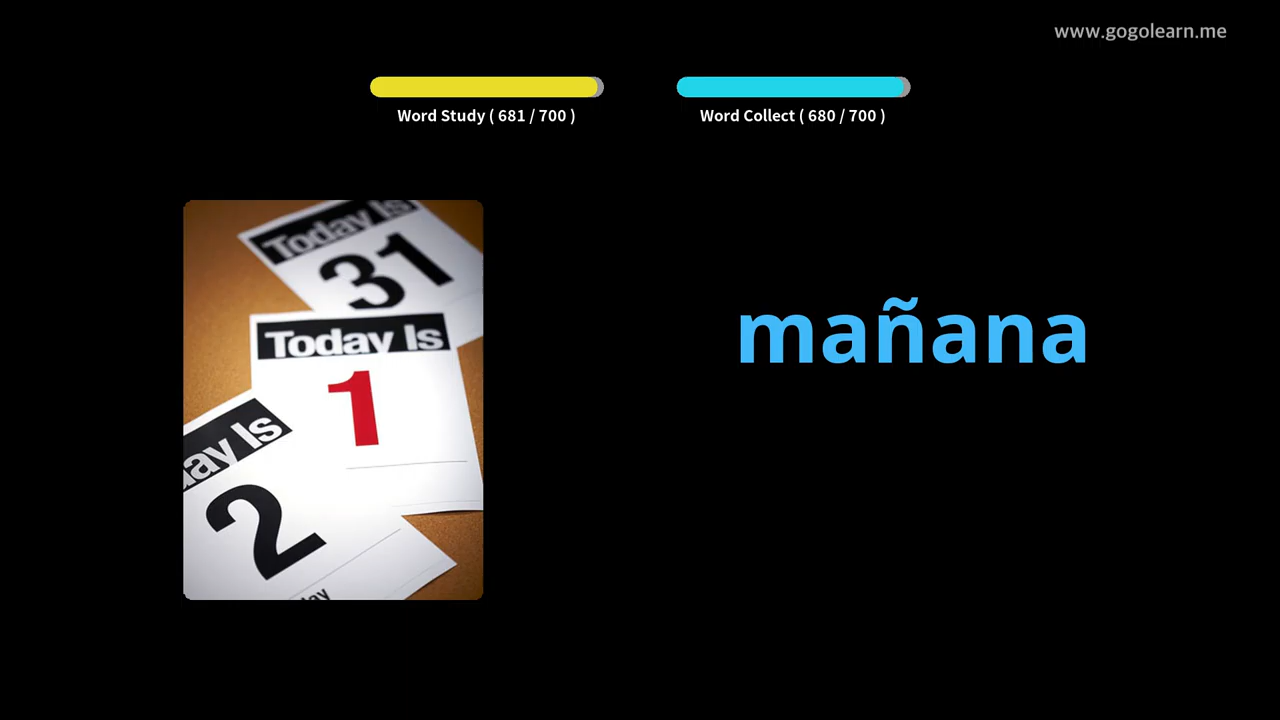 www.gogolearn.me
Word Study ( 681 / 700 )
Word Collect ( 680 / 700 )
Today Is
31
Today Is
1
ay Is
2
mañana